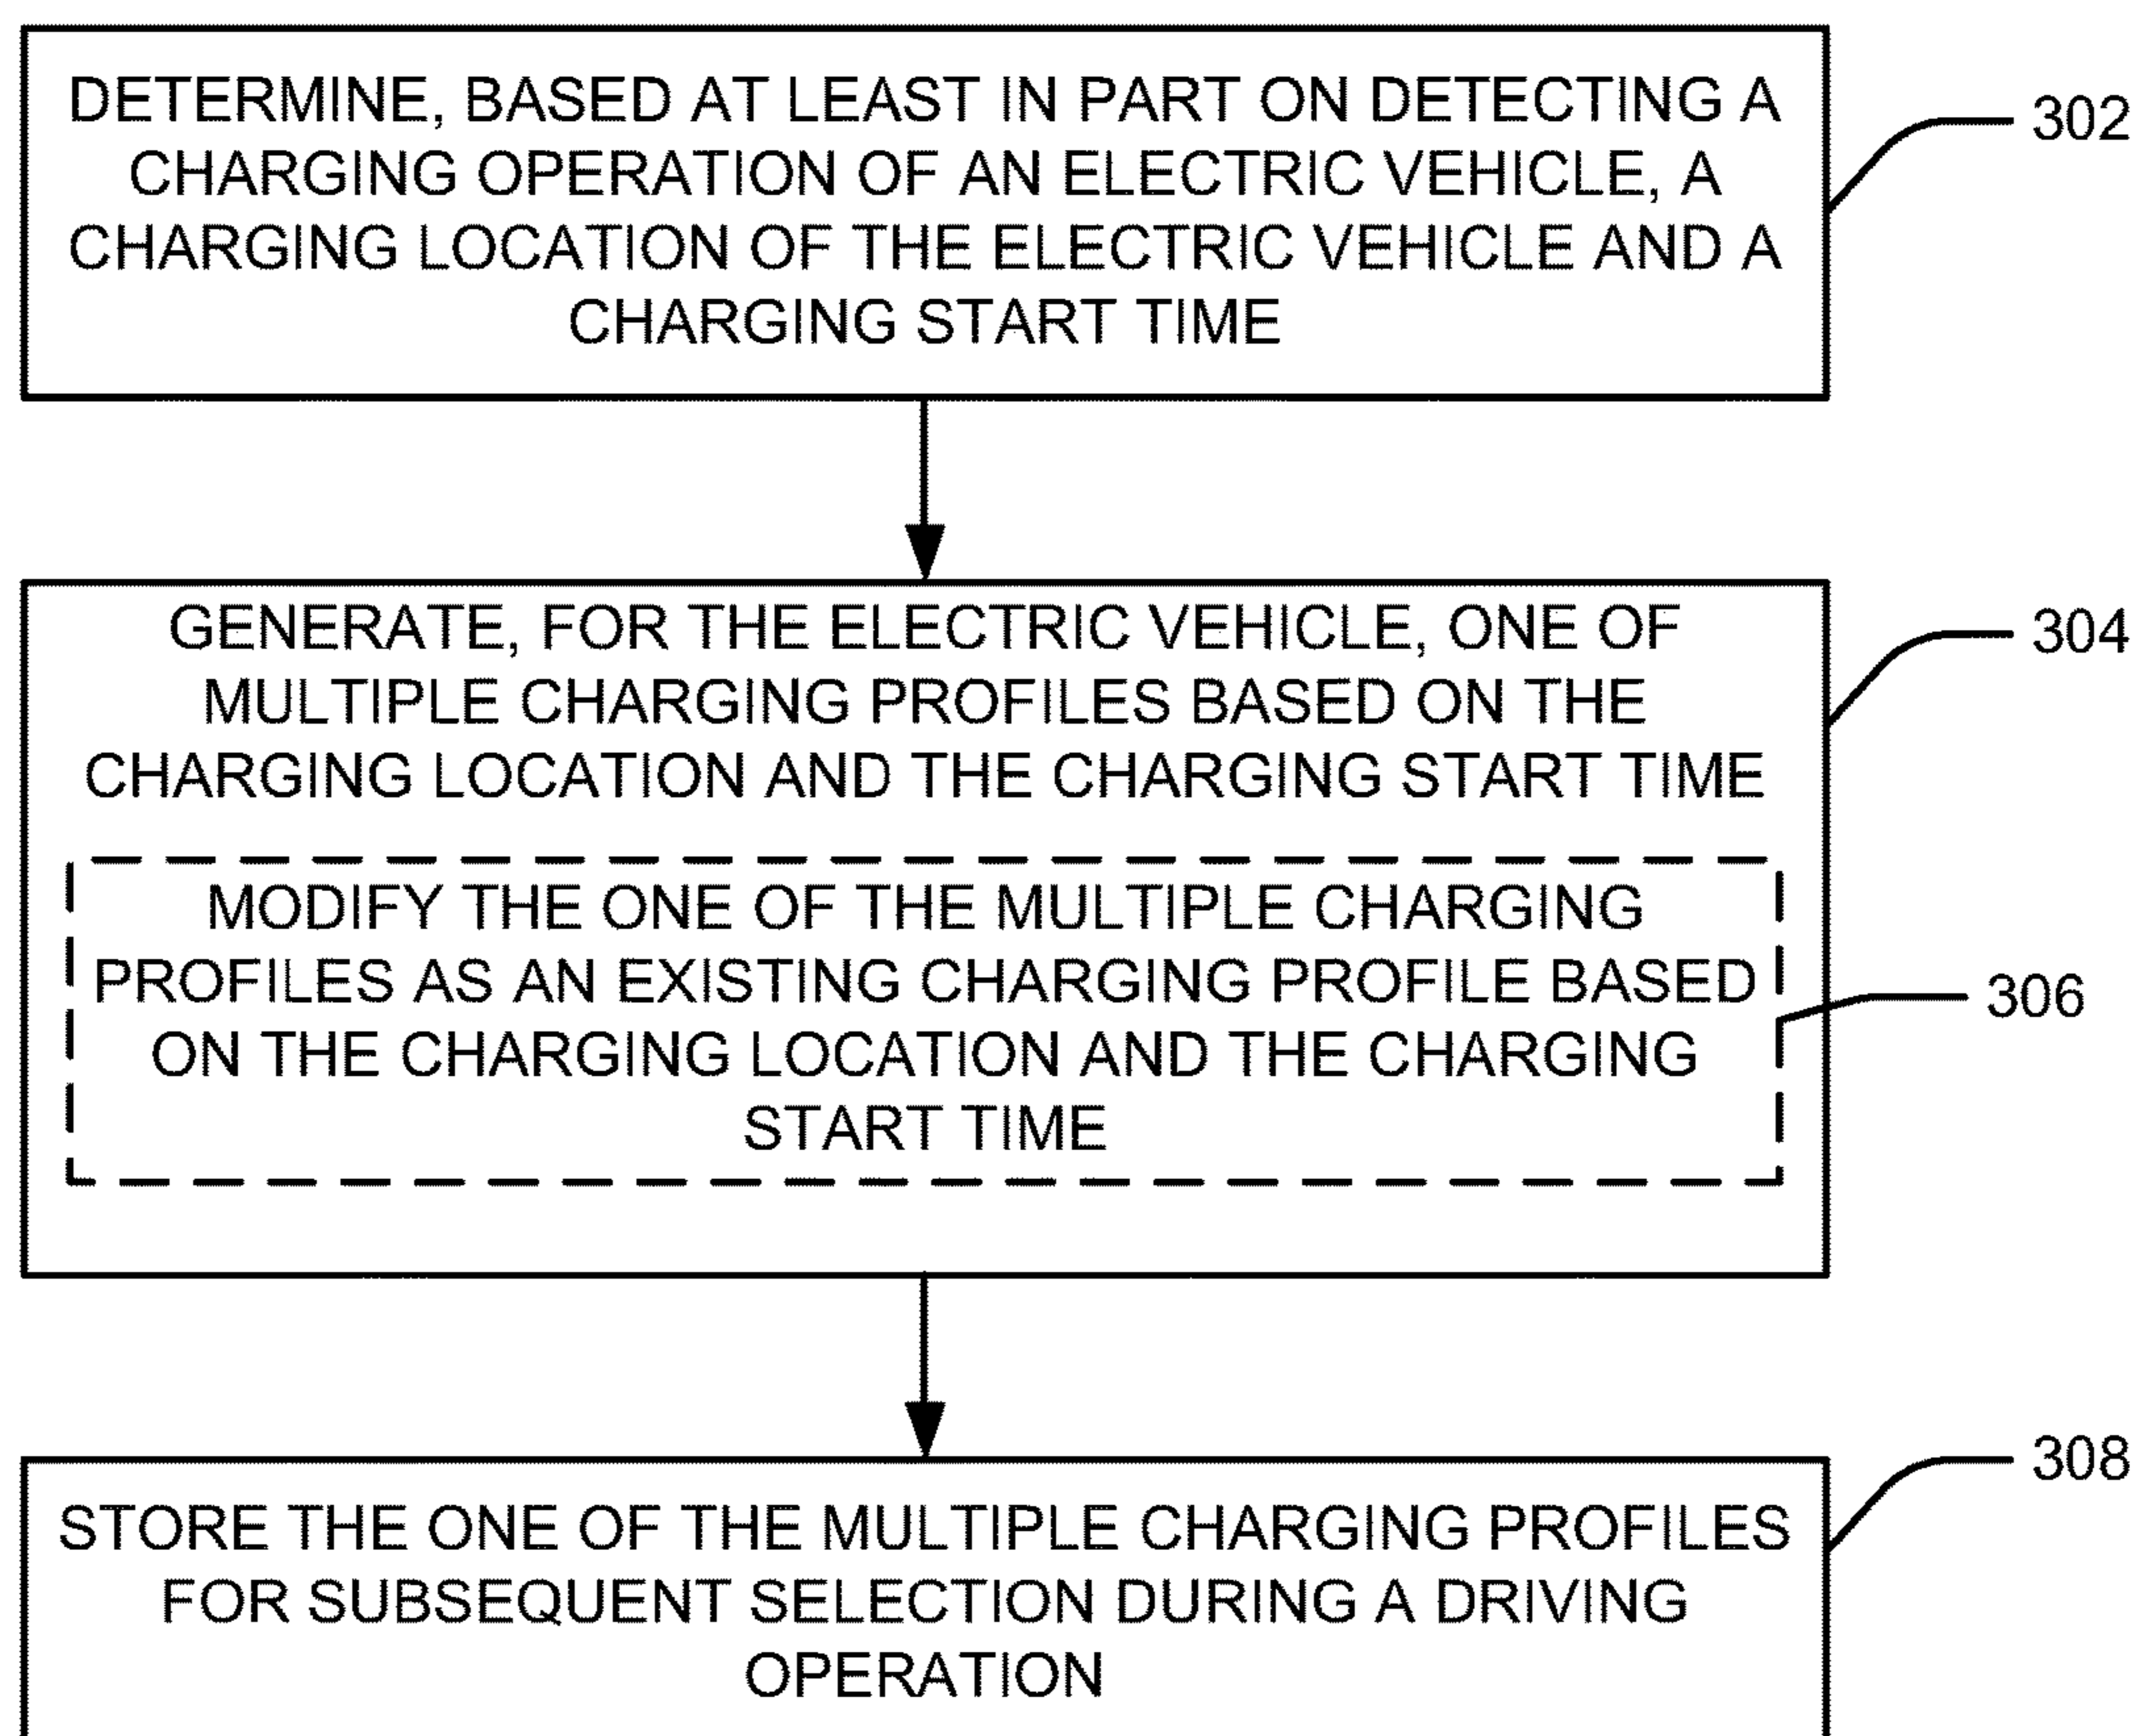 DETERMINE, BASED AT LEAST IN PART ON DETECTING A
CHARGING OPERATION OF AN ELECTRIC VEHICLE, A
CHARGING LOCATION OF THE ELECTRIC VEHICLE AND A
CHARGING START TIME
302
GENERATE, FOR THE ELECTRIC VEHICLE, ONE OF
MULTIPLE CHARGING PROFILES BASED ON THE
CHARGING LOCATION AND THE CHARGING START TIME
304
MODIFY THE ONE OF THE MULTIPLE CHARGING
PROFILES AS AN EXISTING CHARGING PROFILE BASED
ON THE CHARGING LOCATION AND THE CHARGING
START TIME
306
STORE THE ONE OF THE MULTIPLE CHARGING PROFILES
FOR SUBSEQUENT SELECTION DURING A DRIVING
OPERATION
308